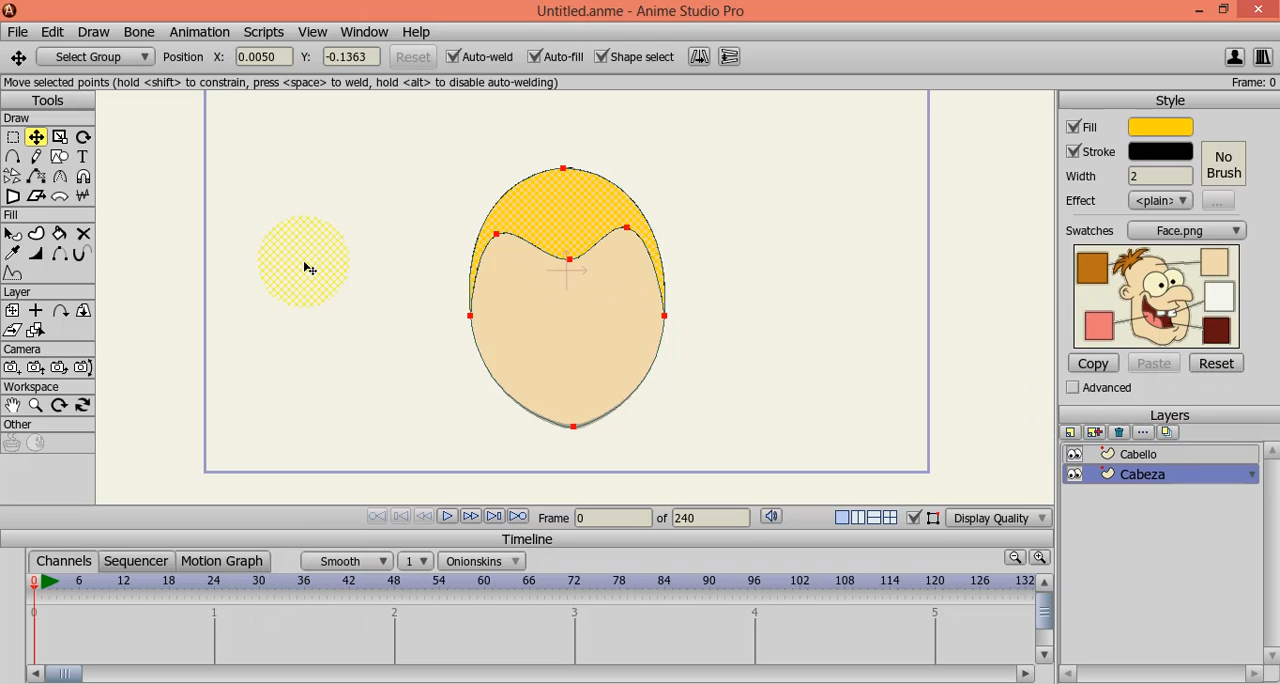 Untitled.anme - Anime Studio Pro
File Edit Draw Bone Animation Scripts View Window Help
Select Group Position X: 0.0050 Y: -0.1363 Reset Auto-weld Auto-fill Shape select
Move selected points (hold <shift> to constrain, press <space> to weld, hold <alt> to disable auto-welding) Frame: 0
Tools
Draw
T
Fill
Layer
Camera
Workspace
Other
Style
Fill
Stroke
No Brush
Width 2
Effect <plain> ...
Swatches Face.png
Copy Paste Reset
Advanced
Layers
Cabello
Cabeza
Frame 0 of 240 Display Quality
Timeline
Channels Sequencer Motion Graph Smooth 1 Onionskins
0 6 12 18 24 30 36 42 48 54 60 66 72 78 84 90 96 102 108 114 120 126 132
0 1 2 3 4 5